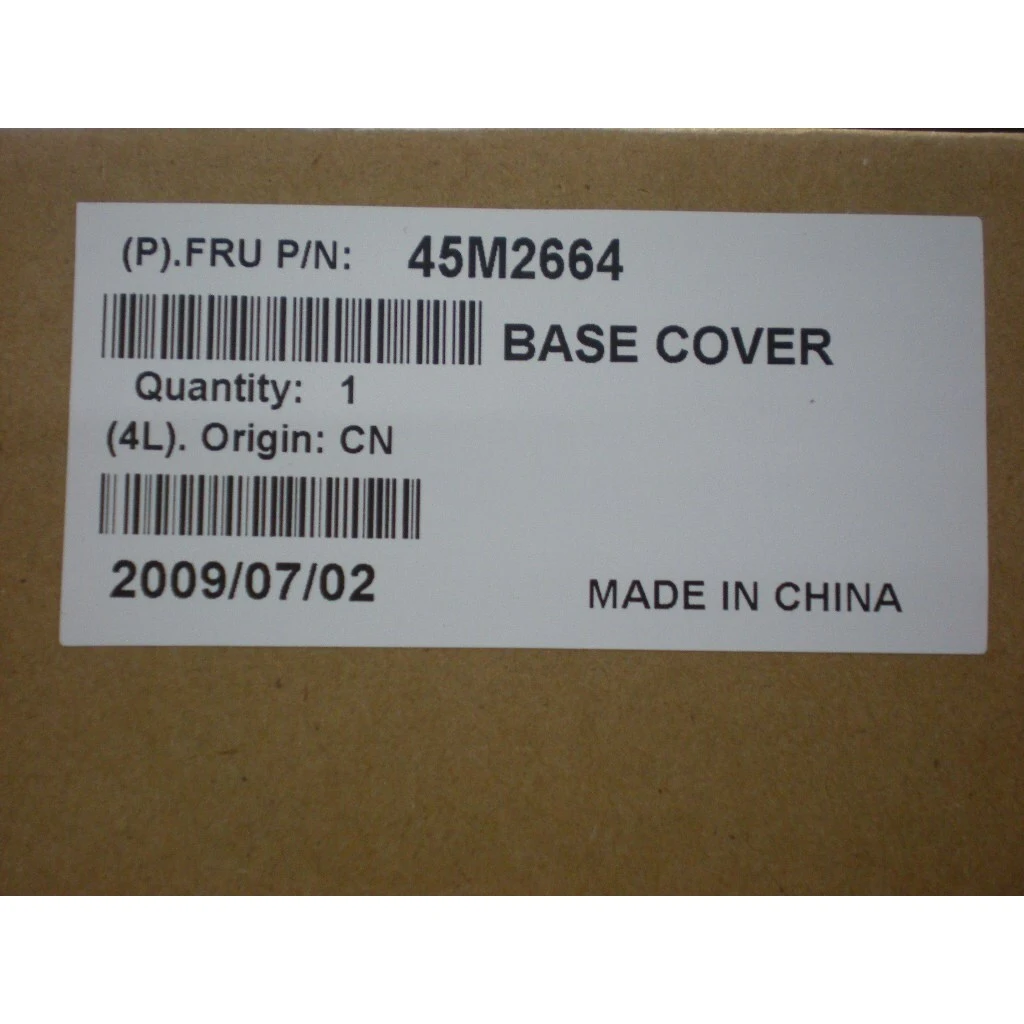 (P).FRU P/N: 45M2664
BASE COVER
Quantity: 1
(4L). Origin: CN
2009/07/02
MADE IN CHINA